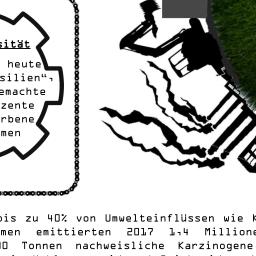 sität
heute
silien“,
emachte
zente
rbene
men
bis zu 40% von Umwelteinflüssen wie K
men emittierten 2017 1,4 Millione
00 Tonnen nachweisliche Karzinogene